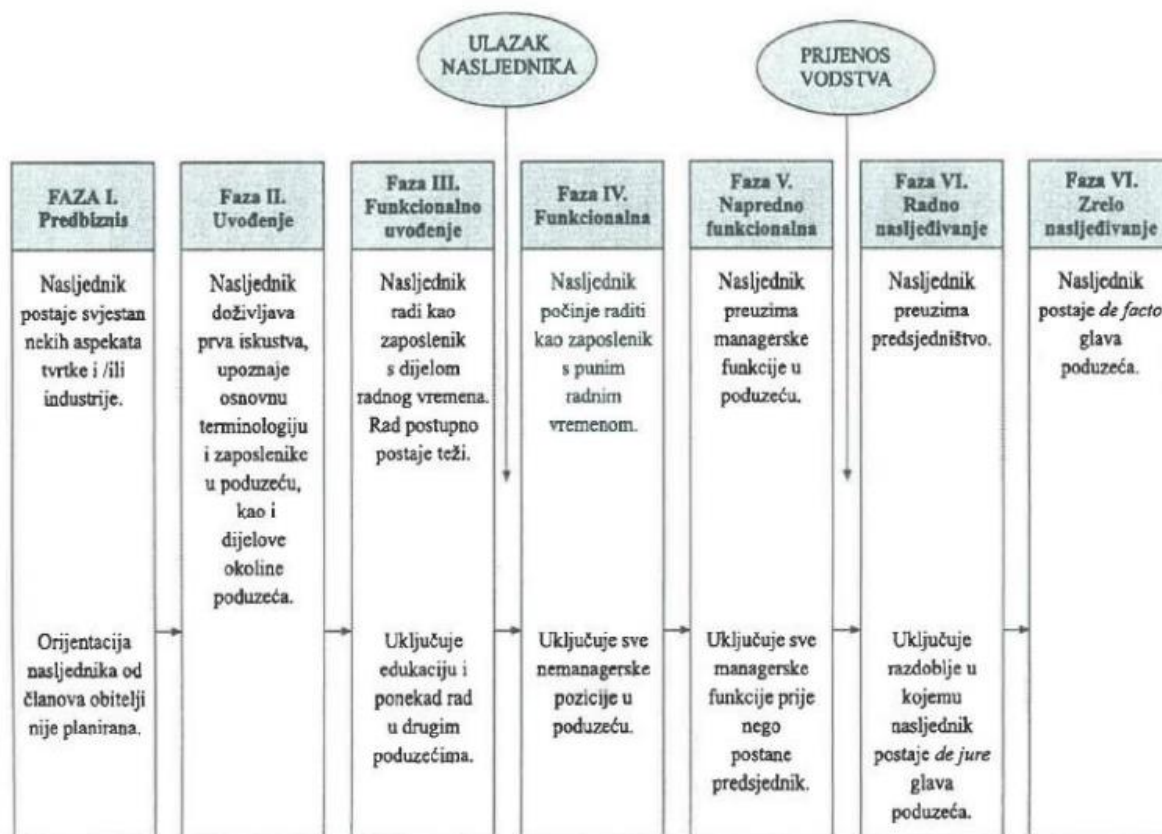 ULAZAK
NASLJEDNIKA
PRIJENOS
VODSTVA
FAZA I.
Predbiznis
Nasljednik
postaje svjestan
nekih aspekata
tvrtke i /ili
industrije.
Orijentacija
nasljednika od
članova obitelji
nije planirana.
Faza II.
Uvođenje
Nasljednik
doživljava
prva iskustva,
upoznaje
osnovnu
terminologiju
i zaposlenike
u poduzeću,
kao i
dijelove
okoline
poduzeća.
Faza III.
Funkcionalno
uvođenje
Nasljednik
radi kao
zaposlenik
s dijelom
radnog vremena.
Rad postupno
postaje teži.
Uključuje
edukaciju i
ponekad rad
u drugim
poduzećima.
Faza IV.
Funkcionalna
Nasljednik
počinje raditi
kao zaposlenik
s punim
radnim
vremenom.
Uključuje sve
nemanagerske
pozicije u
poduzeću.
Faza V.
Napredno
funkcionalna
Nasljednik
preuzima
managerske
funkcije u
poduzeću.
Uključuje sve
managerske
funkcije prije
nego
postane
predsjednik.
Faza VI.
Radno
nasljeđivanje
Nasljednik
preuzima
predsjedništvo.
Uključuje
razdoblje u
kojemu
nasljednik
postaje de jure
glava
poduzeća.
Faza VI.
Zrelo
nasljeđivanje
Nasljednik
postaje de facto
glava
poduzeća.